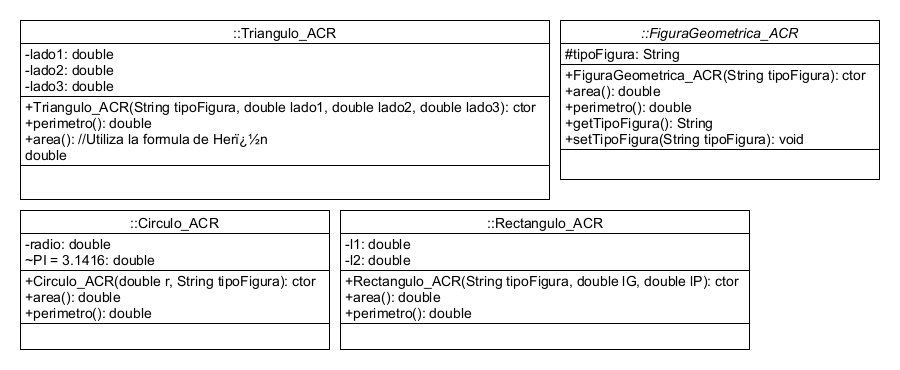 ::Triangulo_ACR
-lado1: double
-lado2: double
-lado3: double
+Triangulo_ACR(String tipoFigura, double lado1, double lado2, double lado3): ctor
+perimetro(): double
+area(): //Utiliza la formula de Herï¿½n
double
::FiguraGeometrica_ACR
#tipoFigura: String
+FiguraGeometrica_ACR(String tipoFigura): ctor
+area(): double
+perimetro(): double
+getTipoFigura(): String
+setTipoFigura(String tipoFigura): void
::Circulo_ACR
-radio: double
~PI = 3.1416: double
+Circulo_ACR(double r, String tipoFigura): ctor
+area(): double
+perimetro(): double
::Rectangulo_ACR
-l1: double
-l2: double
+Rectangulo_ACR(String tipoFigura, double lG, double lP): ctor
+area(): double
+perimetro(): double